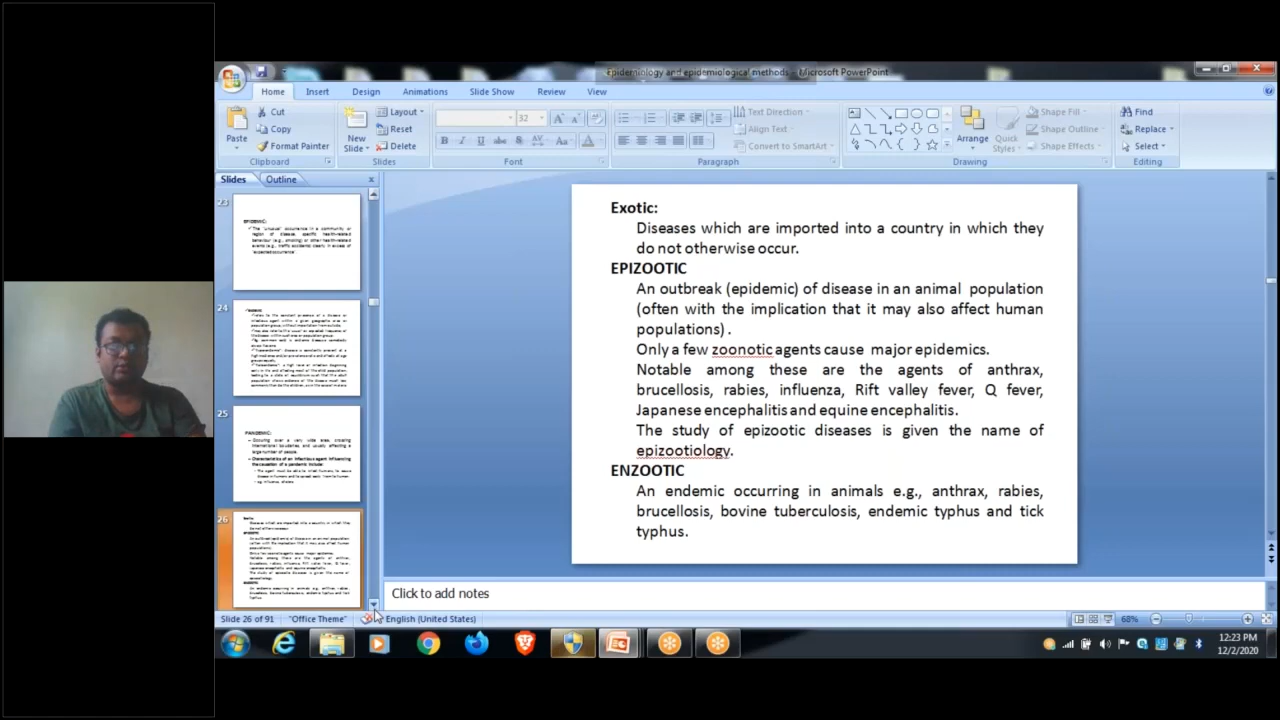 epidemiology and epidemiological methods - Microsoft PowerPoint
Home Insert Design Animations Slide Show Review View
Cut
Copy
Format Painter
Paste
Clipboard
New Slide
Layout
Reset
Delete
Slides
32
Font
Paragraph
Text Direction
Align Text
Convert to SmartArt
Arrange
Quick Styles
Shape Fill
Shape Outline
Shape Effects
Drawing
Find
Replace
Select
Editing
Slides Outline
23
EPIDEMIC:
24
25
PANDEMIC:
26
Exotic:
Diseases which are imported into a country in which they
do not otherwise occur.
EPIZOOTIC
An outbreak (epidemic) of disease in an animal population
(often with the implication that it may also affect human
populations).
Only a few zoonotic agents cause major epidemics.
Notable among these are the agents of anthrax,
brucellosis, rabies, influenza, Rift valley fever, Q fever,
Japanese encephalitis and equine encephalitis.
The study of epizootic diseases is given the name of
epizootiology.
ENZOOTIC
An endemic occurring in animals e.g., anthrax, rabies,
brucellosis, bovine tuberculosis, endemic typhus and tick
typhus.
Click to add notes
Slide 26 of 91 "Office Theme" English (United States) 68%
12:23 PM
12/2/2020